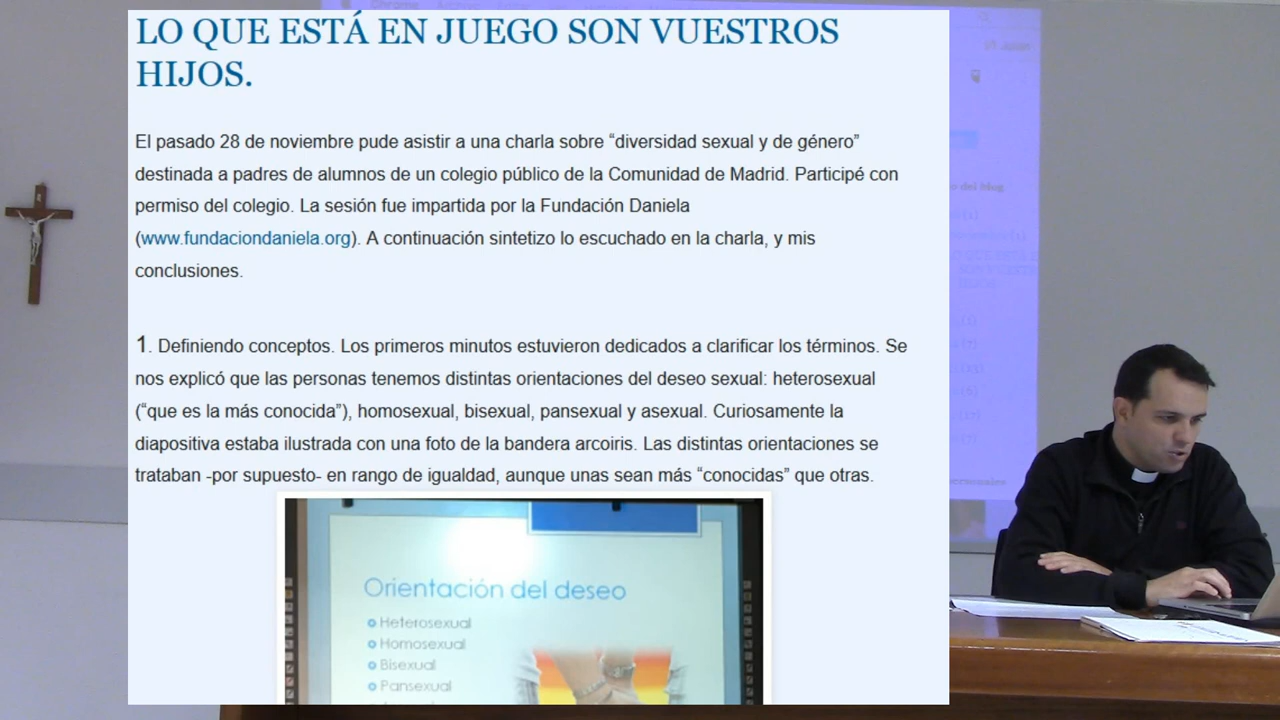 LO QUE ESTÁ EN JUEGO SON VUESTROS
HIJOS.
El pasado 28 de noviembre pude asistir a una charla sobre “diversidad sexual y de género”
destinada a padres de alumnos de un colegio público de la Comunidad de Madrid. Participé con
permiso del colegio. La sesión fue impartida por la Fundación Daniela
(www.fundaciondaniela.org). A continuación sintetizo lo escuchado en la charla, y mis
conclusiones.
1. Definiendo conceptos. Los primeros minutos estuvieron dedicados a clarificar los términos. Se
nos explicó que las personas tenemos distintas orientaciones del deseo sexual: heterosexual
(“que es la más conocida”), homosexual, bisexual, pansexual y asexual. Curiosamente la
diapositiva estaba ilustrada con una foto de la bandera arcoiris. Las distintas orientaciones se
trataban -por supuesto- en rango de igualdad, aunque unas sean más “conocidas” que otras.
Orientación del deseo
Heterosexual
Homosexual
Bisexual
Pansexual